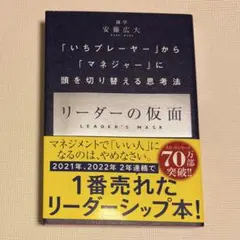 識学
安藤広大
「いちプレーヤー」から
「マネジャー」に
頭を切り替える思考法
リーダーの仮面
LEADER'S MASK
マネジメントで「いい人」に
なるのは、やめなさい。
70万部
突破!!
2021年、2022年 2年連続で
1番売れた
リーダーシップ本!